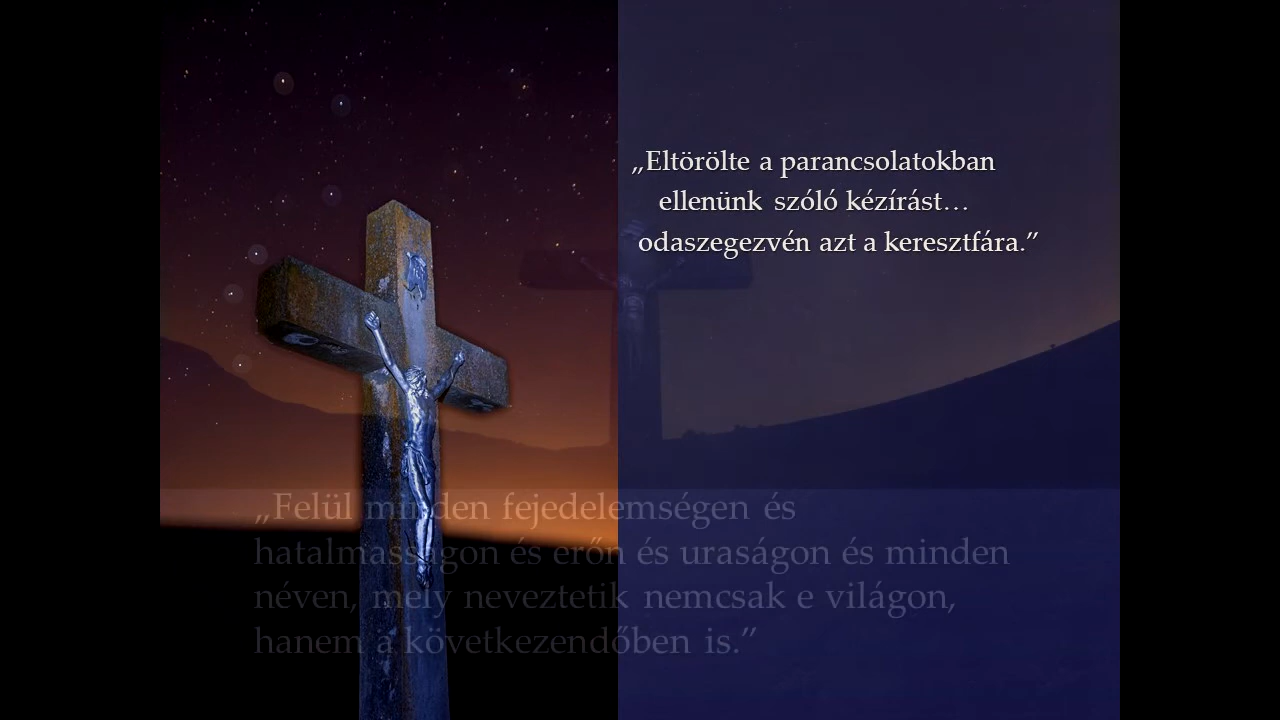 „Eltörölte a parancsolatokban
ellenünk szóló kézírást…
odaszegezvén azt a keresztfára.”
„Felül minden fejedelemségen és
hatalmasságon és erőn és uraságon és minden
néven, mely neveztetik nemcsak e világon,
hanem a következendőben is.”